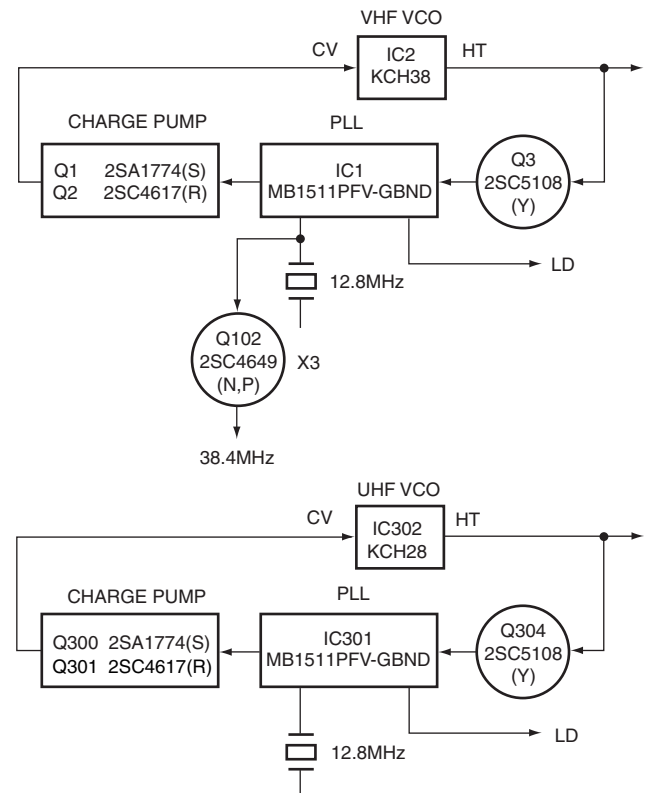 VHF VCO
CV
IC2
KCH38
HT
CHARGE PUMP
Q1 2SA1774(S)
Q2 2SC4617(R)
PLL
IC1
MB1511PFV-GBND
Q3
2SC5108
(Y)
LD
12.8MHz
Q102
2SC4649
(N,P)
X3
38.4MHz
UHF VCO
CV
IC302
KCH28
HT
CHARGE PUMP
Q300 2SA1774(S)
Q301 2SC4617(R)
PLL
IC301
MB1511PFV-GBND
Q304
2SC5108
(Y)
LD
12.8MHz